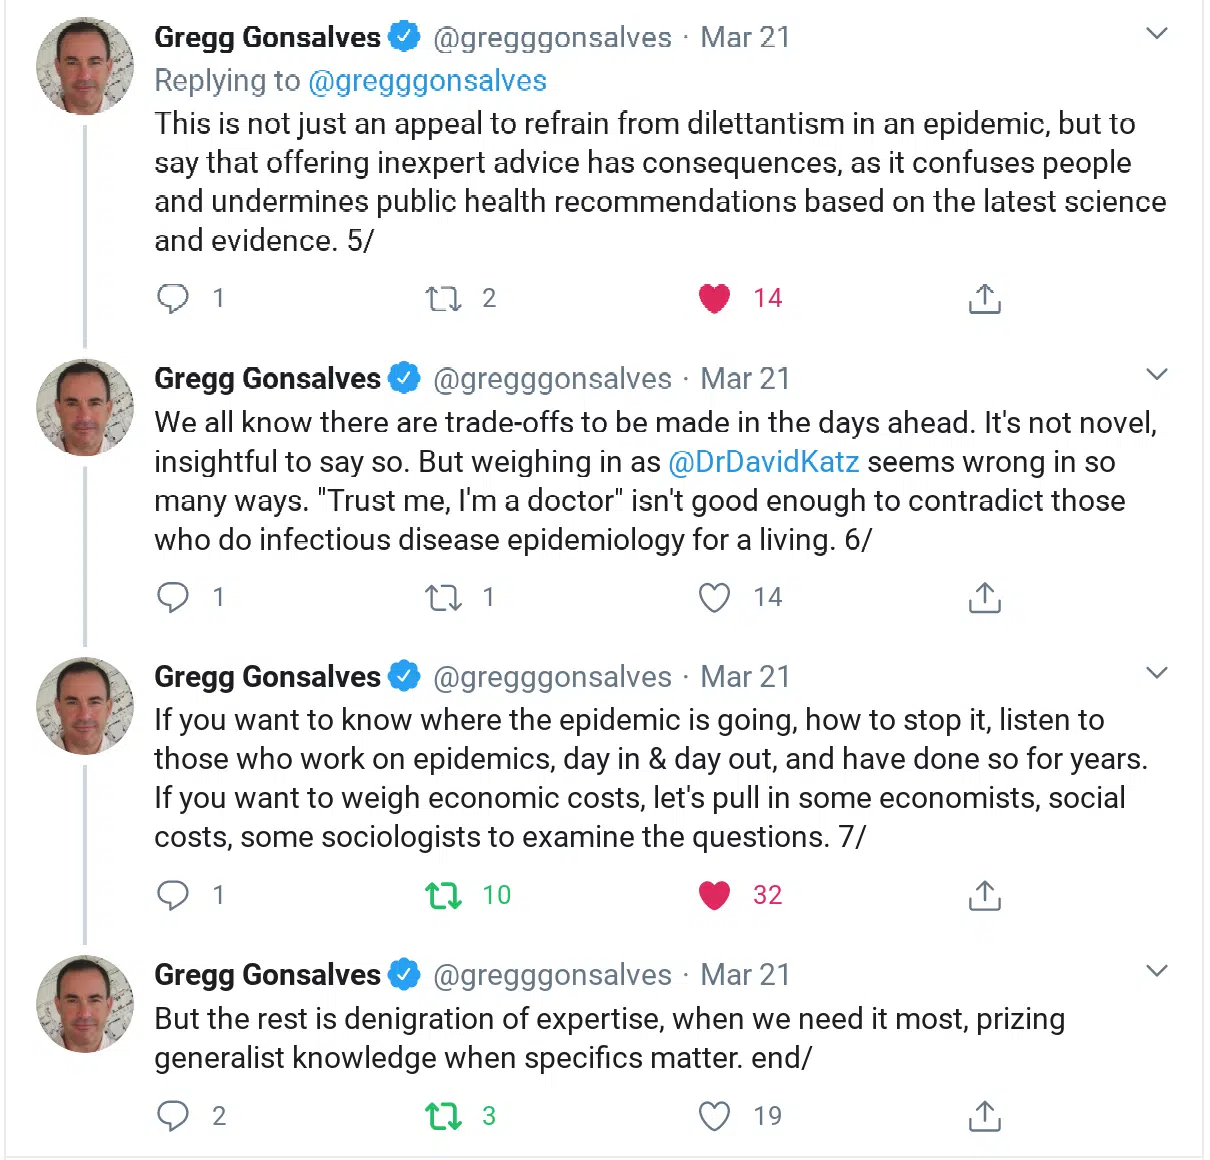 Gregg Gonsalves @gregggonsalves · Mar 21
Replying to @gregggonsalves
This is not just an appeal to refrain from dilettantism in an epidemic, but to
say that offering inexpert advice has consequences, as it confuses people
and undermines public health recommendations based on the latest science
and evidence. 5/
1 2 14
Gregg Gonsalves @gregggonsalves · Mar 21
We all know there are trade-offs to be made in the days ahead. It's not novel,
insightful to say so. But weighing in as @DrDavidKatz seems wrong in so
many ways. "Trust me, I'm a doctor" isn't good enough to contradict those
who do infectious disease epidemiology for a living. 6/
1 1 14
Gregg Gonsalves @gregggonsalves · Mar 21
If you want to know where the epidemic is going, how to stop it, listen to
those who work on epidemics, day in & day out, and have done so for years.
If you want to weigh economic costs, let's pull in some economists, social
costs, some sociologists to examine the questions. 7/
1 10 32
Gregg Gonsalves @gregggonsalves · Mar 21
But the rest is denigration of expertise, when we need it most, prizing
generalist knowledge when specifics matter. end/
2 3 19